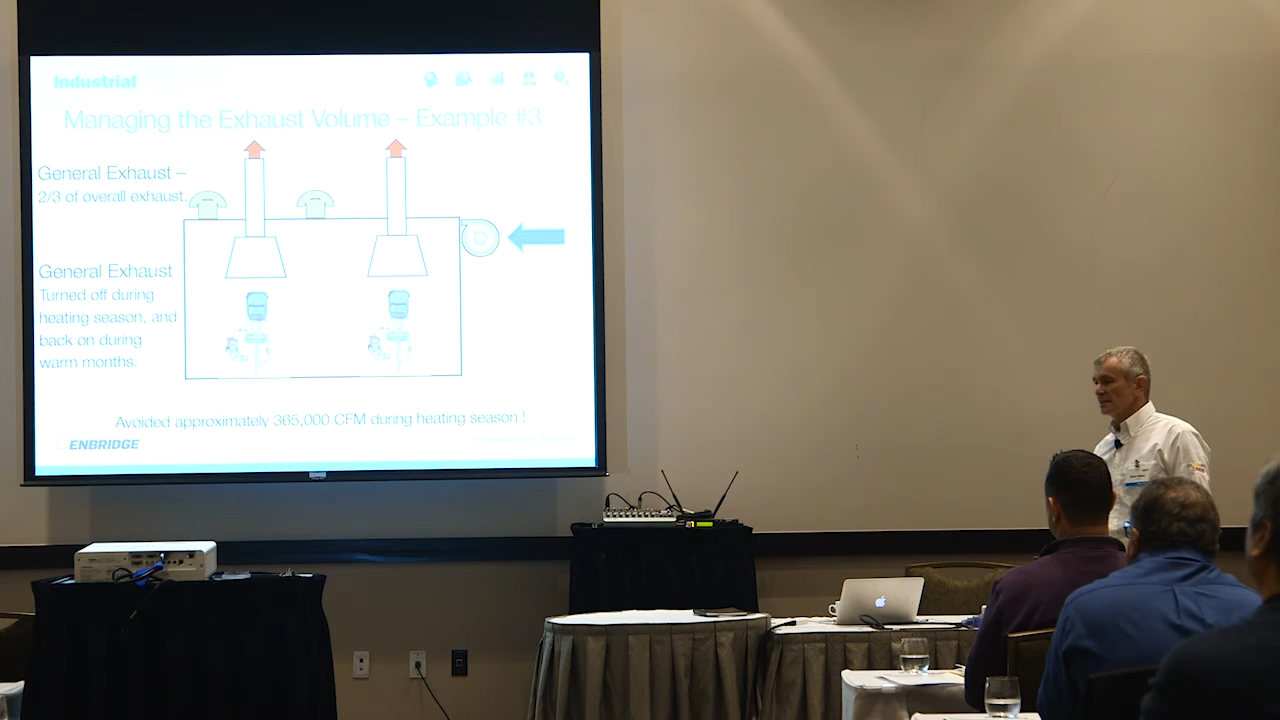 Industrial
Managing the Exhaust Volume – Example #3
General Exhaust –
2/3 of overall exhaust.
General Exhaust
Turned off during
heating season, and
back on during
warm months.
Avoided approximately 365,000 CFM during heating season !
ENBRIDGE